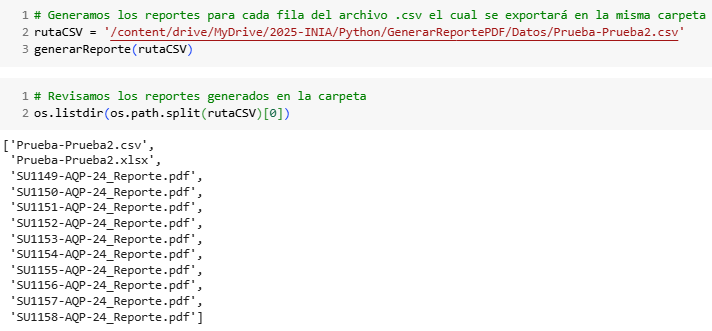 1 # Generamos los reportes para cada fila del archivo .csv el cual se exportará en la misma carpeta
2 rutaCSV = '/content/drive/MyDrive/2025-INIA/Python/GenerarReportePDF/Datos/Prueba-Prueba2.csv'
3 generarReporte(rutaCSV)
1 # Revisamos los reportes generados en la carpeta
2 os.listdir(os.path.split(rutaCSV)[0])
['Prueba-Prueba2.csv',
'Prueba-Prueba2.xlsx',
'SU1149-AQP-24_Reporte.pdf',
'SU1150-AQP-24_Reporte.pdf',
'SU1151-AQP-24_Reporte.pdf',
'SU1152-AQP-24_Reporte.pdf',
'SU1153-AQP-24_Reporte.pdf',
'SU1154-AQP-24_Reporte.pdf',
'SU1155-AQP-24_Reporte.pdf',
'SU1156-AQP-24_Reporte.pdf',
'SU1157-AQP-24_Reporte.pdf',
'SU1158-AQP-24_Reporte.pdf']